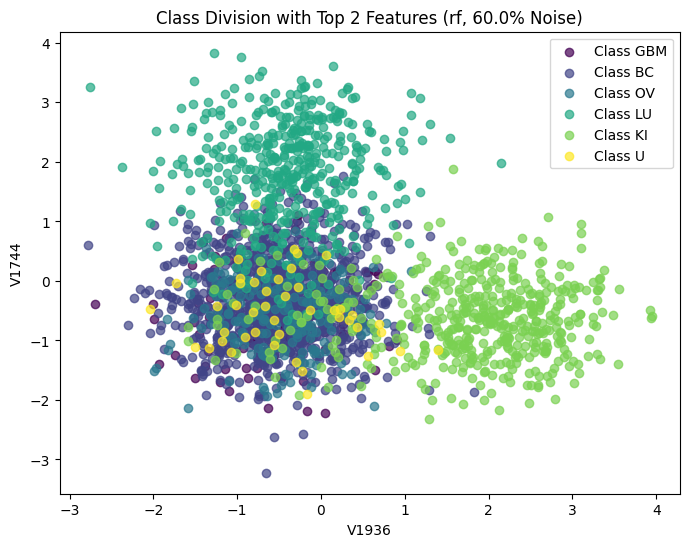 Class Division with Top 2 Features (rf, 60.0% Noise)
Class GBM
Class BC
Class OV
Class LU
Class KI
Class U
V1744
4
3
2
1
0
−1
−2
−3
−3
−2
−1
0
1
2
3
4
V1936